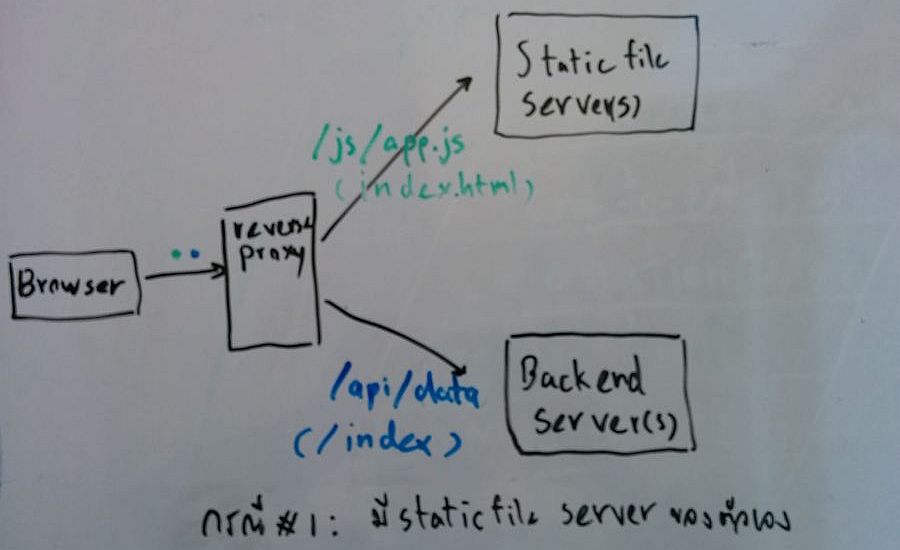 Static file
server(s)
/js/app.js
(index.html)
reverse
proxy
Browser
/api/data
(/index)
Backend
server(s)
กรณี #1: มี static file server ของตัวเอง